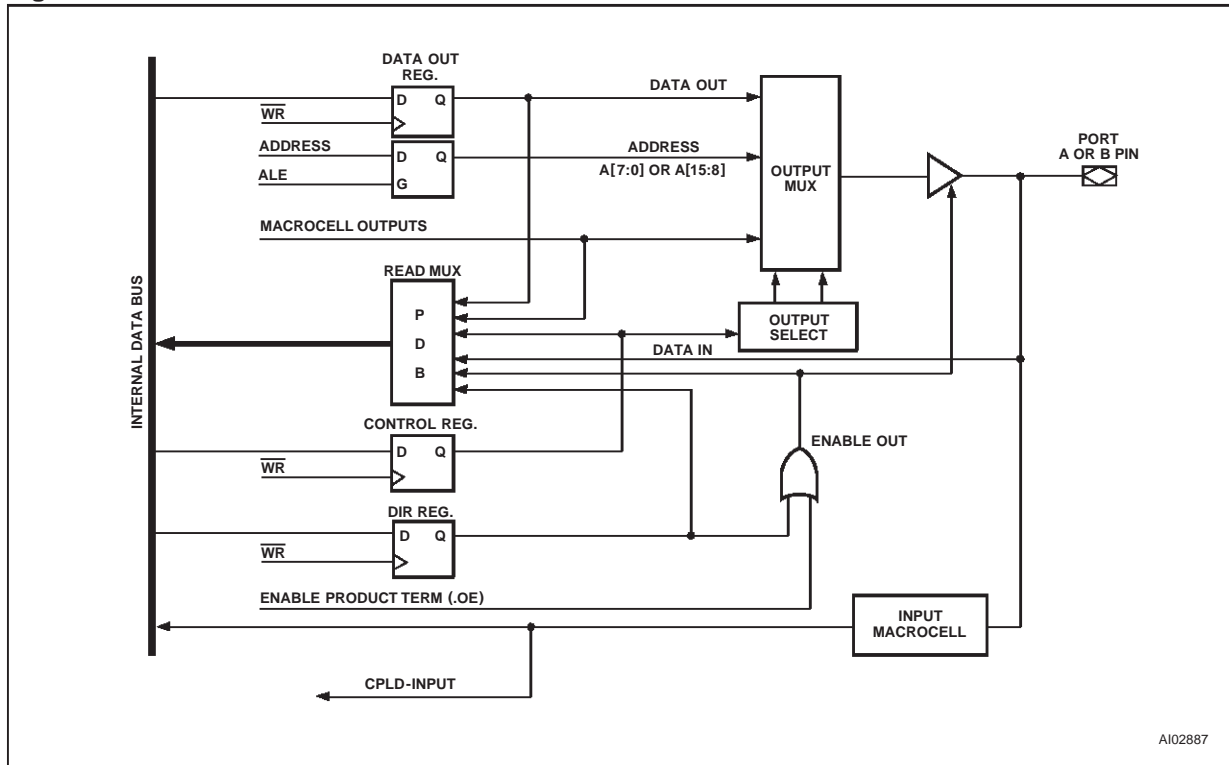 DATA OUT
REG.
D Q
WR
DATA OUT
ADDRESS
D Q
ALE
G
ADDRESS
A[7:0] OR A[15:8]
OUTPUT
MUX
PORT
A OR B PIN
MACROCELL OUTPUTS
READ MUX
P
D
B
OUTPUT
SELECT
DATA IN
INTERNAL DATA BUS
CONTROL REG.
D Q
WR
ENABLE OUT
DIR REG.
D Q
WR
ENABLE PRODUCT TERM (.OE)
INPUT
MACROCELL
CPLD-INPUT
AI02887